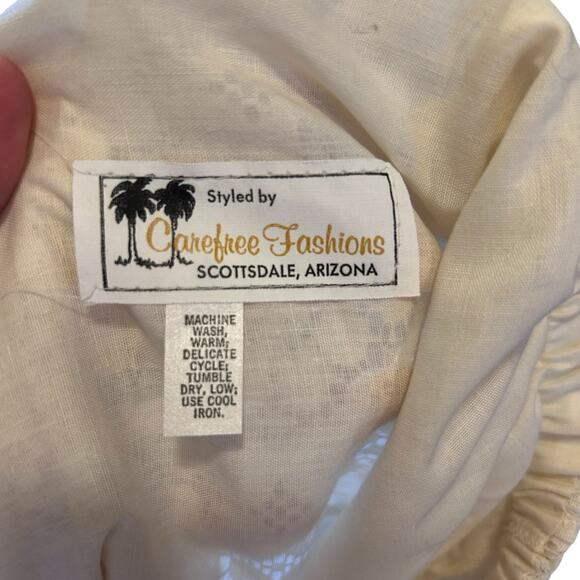 Styled by
Carefree Fashions
SCOTTSDALE, ARIZONA
MACHINE
WASH,
WARM;
DELICATE
CYCLE;
TUMBLE
DRY, LOW;
USE COOL
IRON.